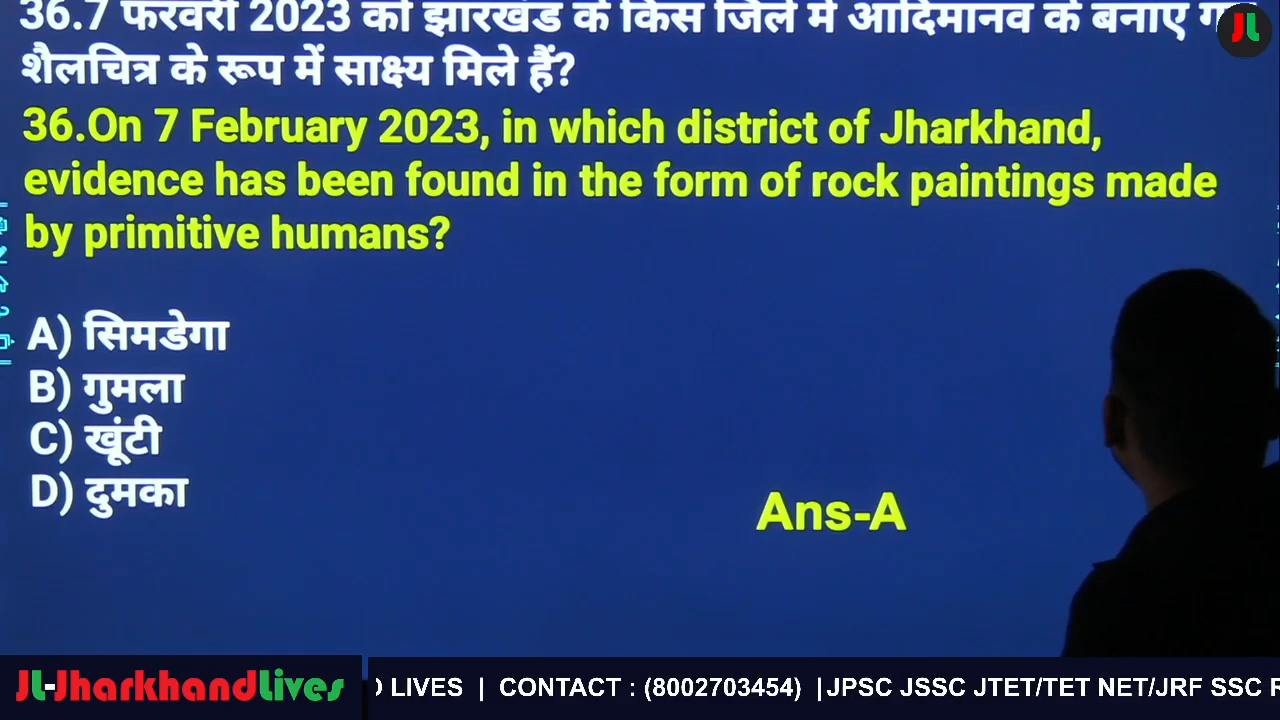 36.7 फरवरी 2023 को झारखंड के किस जिले में आदिमानव के बनाए
JL
शैलचित्र के रूप में साक्ष्य मिले हैं?
36.On 7 February 2023, in which district of Jharkhand,
evidence has been found in the form of rock paintings made
by primitive humans?
A) सिमडेगा
B) गुमला
C) खूंटी
D) दुमका
Ans-A
JL-JharkhandLives
LIVES | CONTACT : (8002703454) |JPSC JSSC JTET/TET NET/JRF SSC